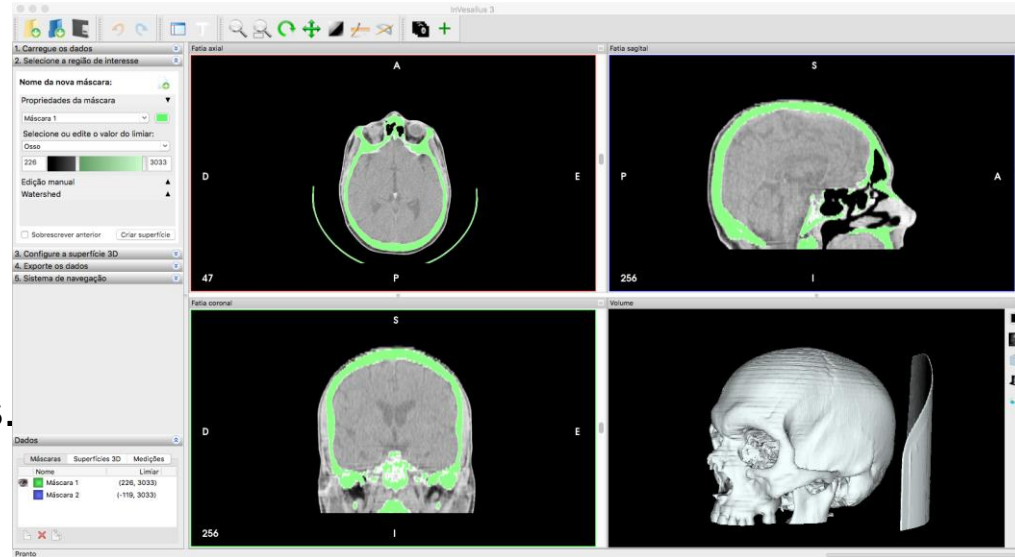 InVesalius 3
1. Carregue os dados
2. Selecione a região de interesse
Nome da nova máscara:
Propriedades da máscara
Máscara 1
Selecione ou edite o valor do limiar:
Osso
226 3033
Edição manual
Watershed
Sobrescrever anterior Criar superfície
3. Configure a superfície 3D
4. Exporte os dados
5. Sistema de navegação
s.
Dados
Máscaras Superfícies 3D Medições
Nome Limiar
Máscara 1 (226, 3033)
Máscara 2 (-119, 3033)
Pronto
Fatia axial
A
D E
47 P
Fatia sagital
S
P A
256 I
Fatia coronal
S
D E
256 I
Volume